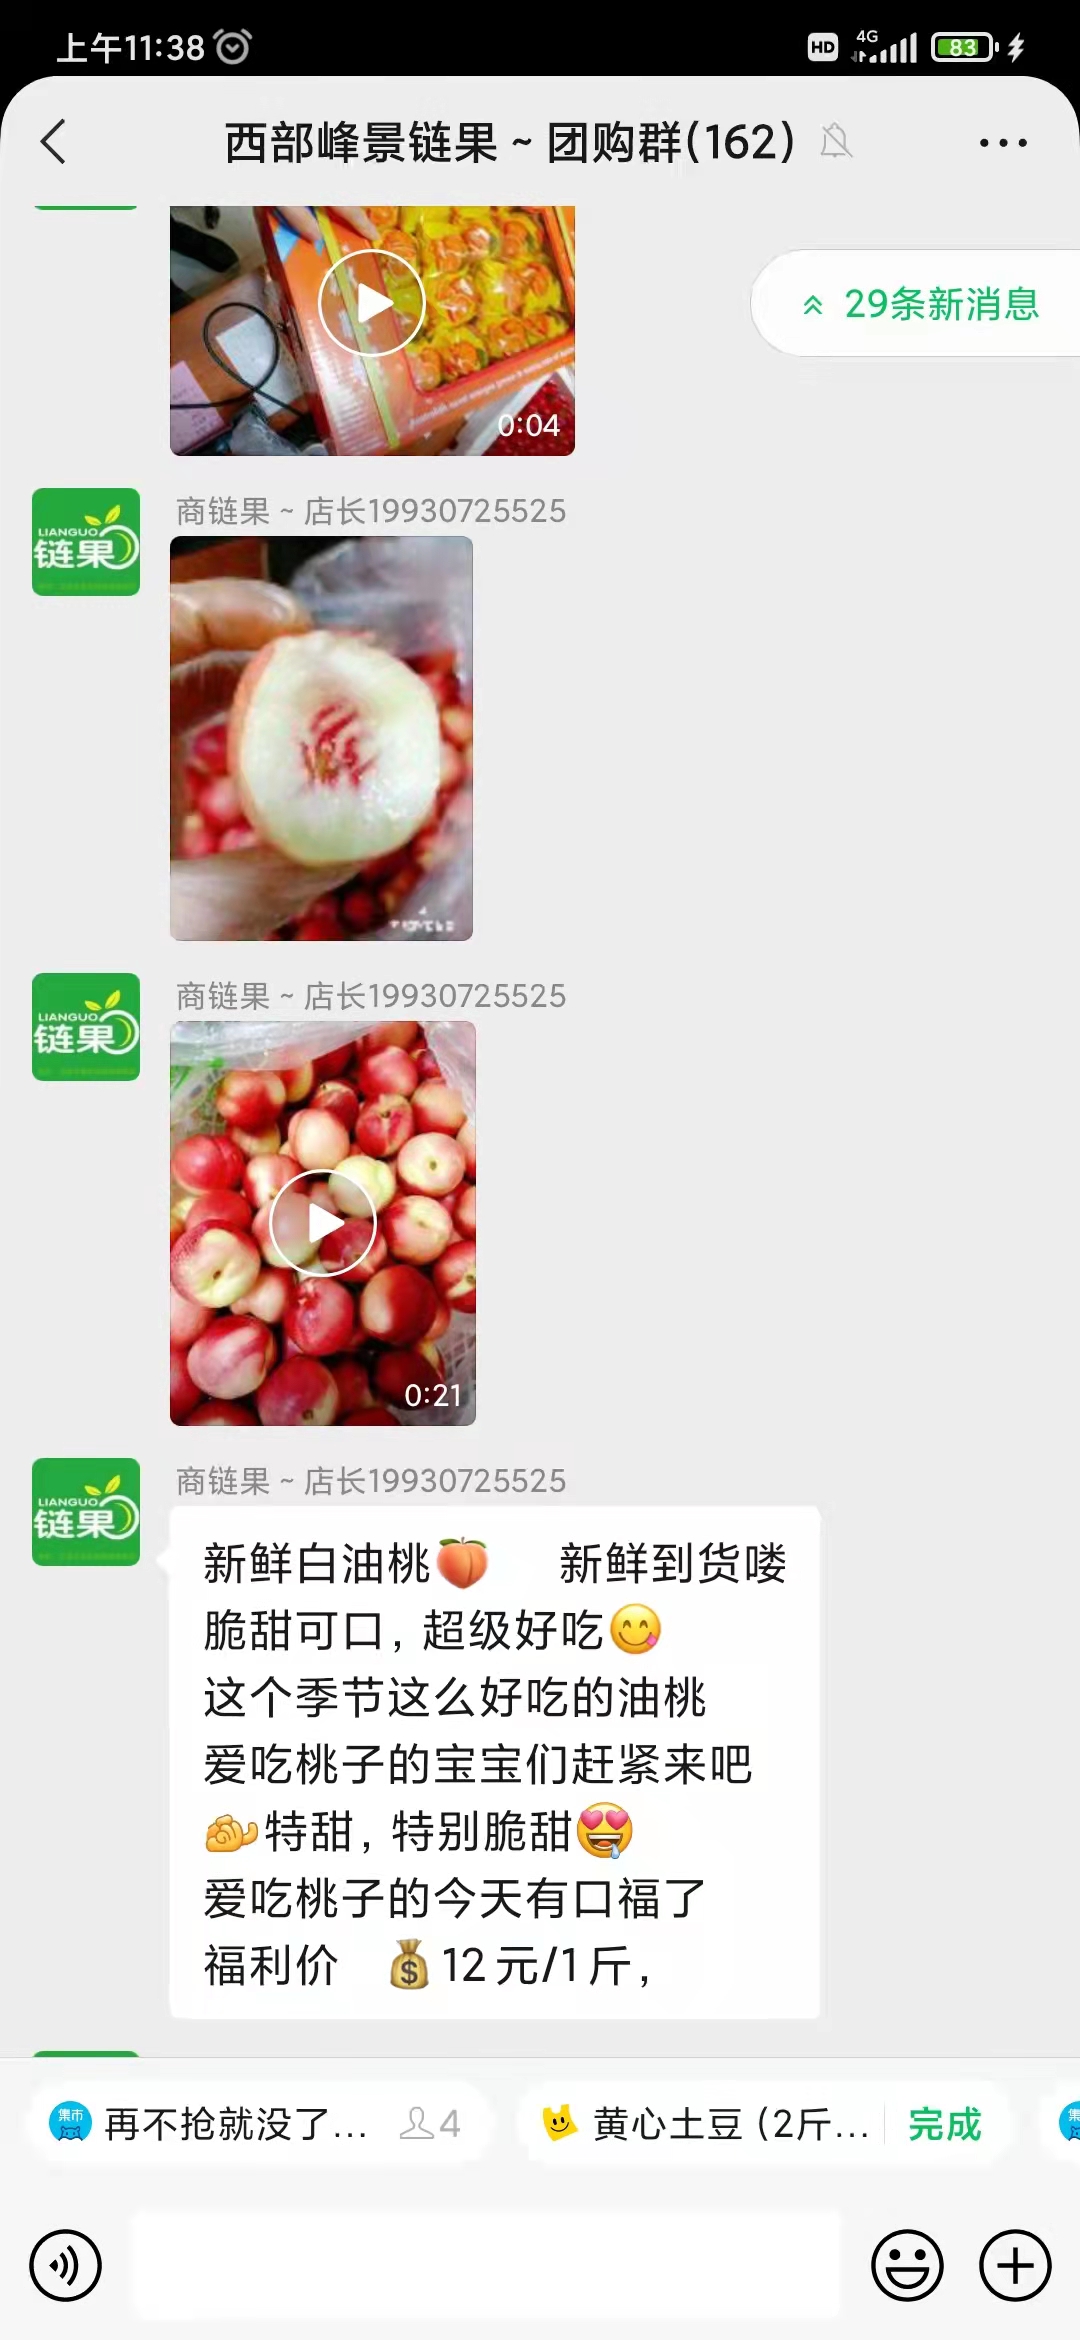 上午11:38
HD 4G 83
西部峰景链果 ~ 团购群(162)
29条新消息
0:04
LIANGUO
链果
商链果 ~ 店长19930725525
LIANGUO
链果
商链果 ~ 店长19930725525
0:21
LIANGUO
链果
商链果 ~ 店长19930725525
新鲜白油桃🍑 新鲜到货喽
脆甜可口, 超级好吃😋
这个季节这么好吃的油桃
爱吃桃子的宝宝们赶紧来吧
特甜, 特别脆甜
爱吃桃子的今天有口福了
福利价 💰12元/1斤,
集市 再不抢就没了... 4
黄心土豆 (2斤... 完成